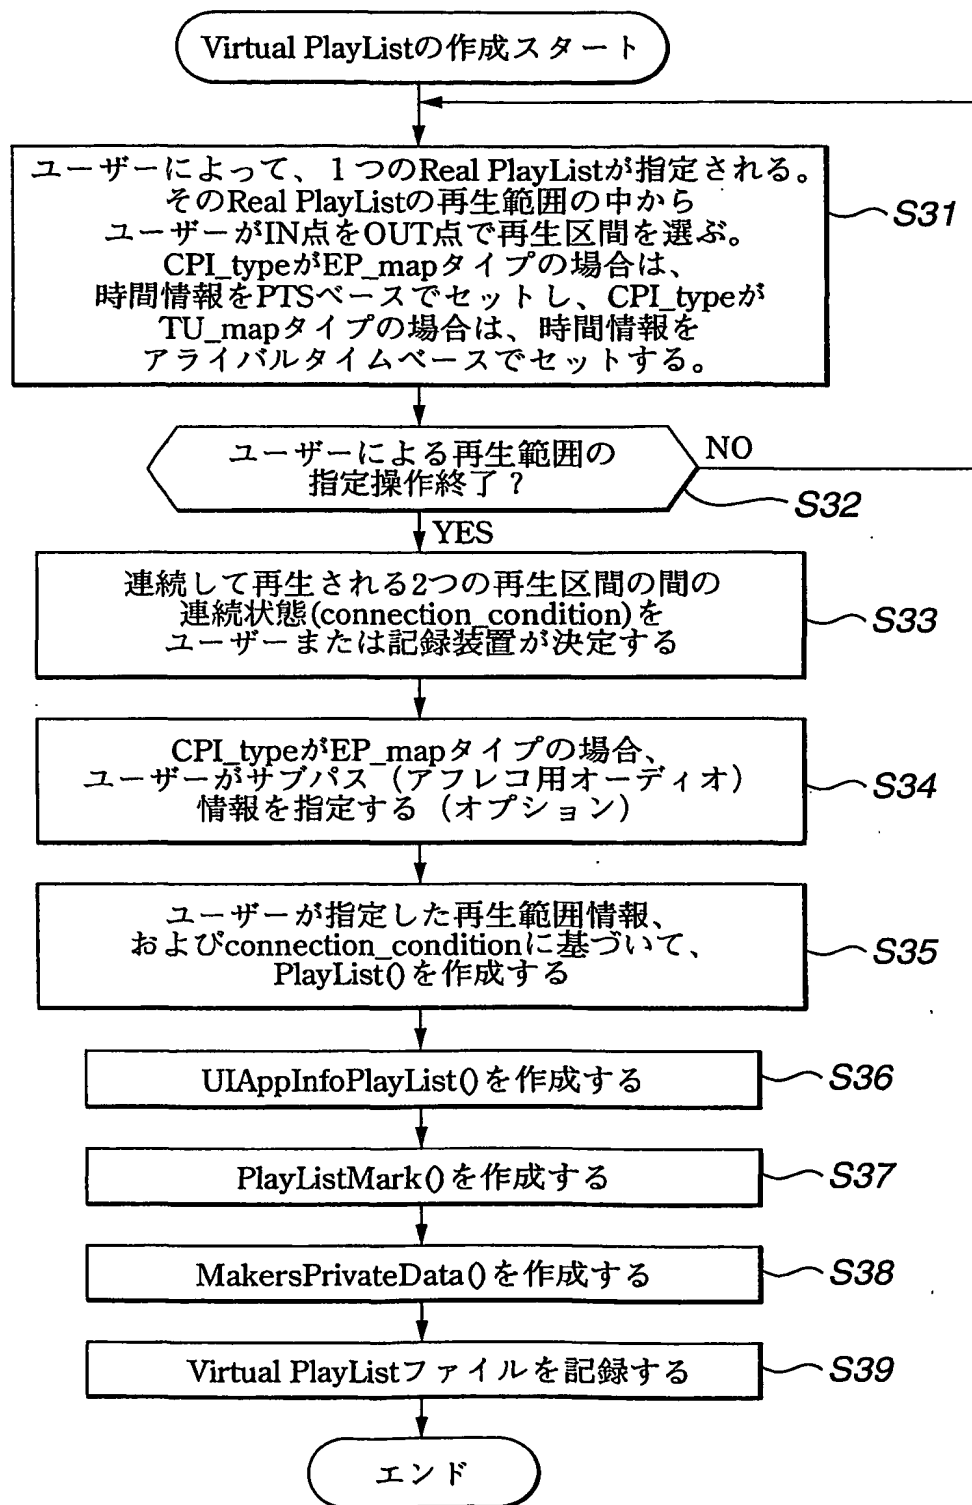 Virtual PlayListの作成スタート
ユーザーによって、1つのReal PlayListが指定される。
そのReal PlayListの再生範囲の中から
ユーザーがIN点をOUT点で再生区間を選ぶ。
CPI_typeがEP_mapタイプの場合は、
時間情報をPTSベースでセットし、CPI_typeが
TU_mapタイプの場合は、時間情報を
アライバルタイムベースでセットする。
S31
ユーザーによる再生範囲の
指定操作終了？
NO
S32
YES
連続して再生される2つの再生区間の間の
連続状態(connection_condition)を
ユーザーまたは記録装置が決定する
S33
CPI_typeがEP_mapタイプの場合、
ユーザーがサブパス（アフレコ用オーディオ）
情報を指定する（オプション）
S34
ユーザーが指定した再生範囲情報、
およびconnection_conditionに基づいて、
PlayList()を作成する
S35
UIAppInfoPlayList()を作成する
S36
PlayListMark()を作成する
S37
MakersPrivateData()を作成する
S38
Virtual PlayListファイルを記録する
S39
エンド